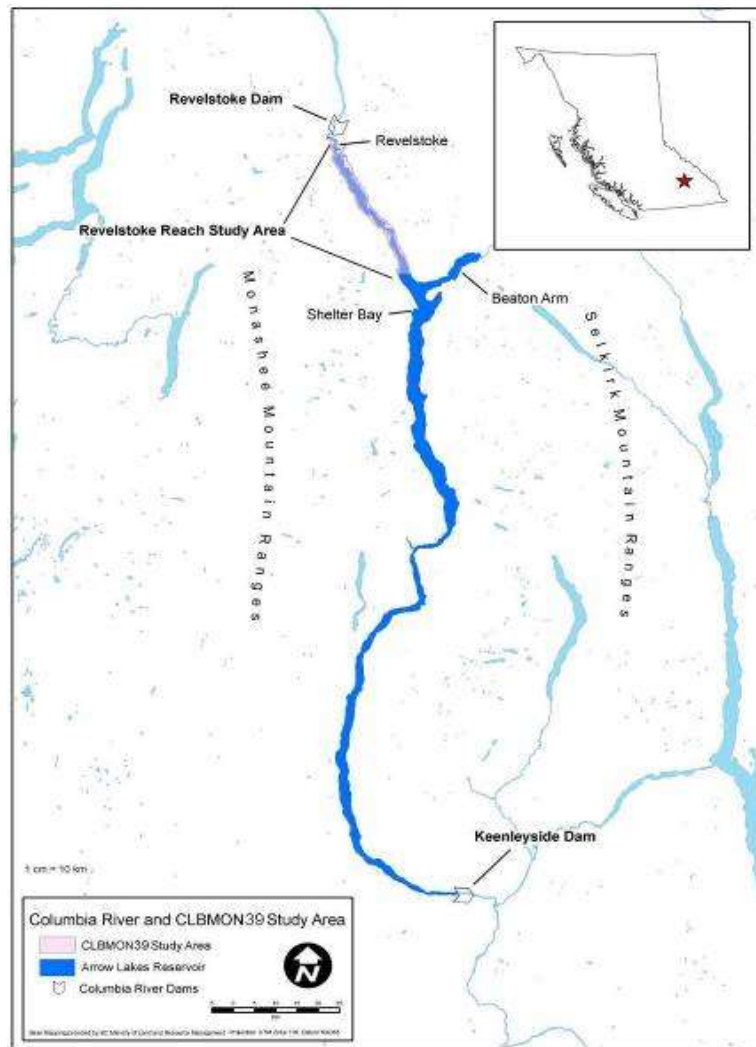 Revelstoke Dam
Revelstoke
Revelstoke Reach Study Area
Beaton Arm
Shelter Bay
Monashee Mountain Ranges
Selkirk Mountain Ranges
Keenleyside Dam
1 cm = 10 km
Columbia River and CLBMON39 Study Area
CLBMON39 Study Area
Arrow Lakes Reservoir
Columbia River Dams
N